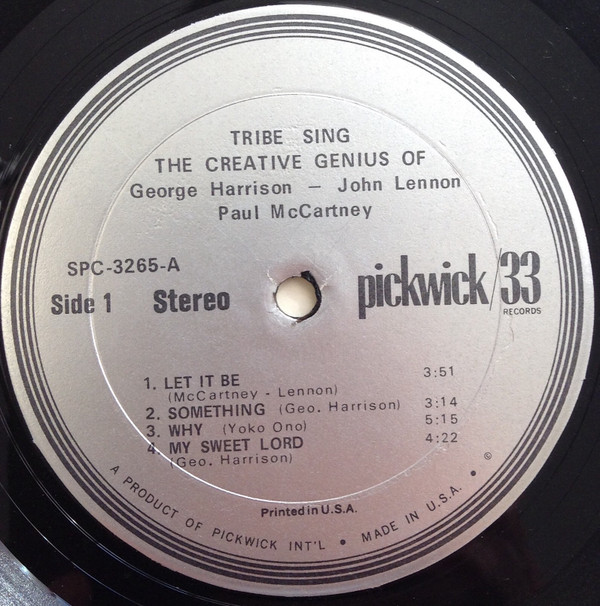 TRIBE SING
THE CREATIVE GENIUS OF
George Harrison — John Lennon
Paul McCartney
SPC-3265-A
Side 1 Stereo
pickwick/33
RECORDS
1. LET IT BE 3:51
(McCartney - Lennon)
2. SOMETHING (Geo. Harrison) 3:14
3. WHY (Yoko Ono) 5:15
4. MY SWEET LORD 4:22
(Geo. Harrison)
Printed in U.S.A.
A PRODUCT OF PICKWICK INT'L • MADE IN U.S.A. • ©